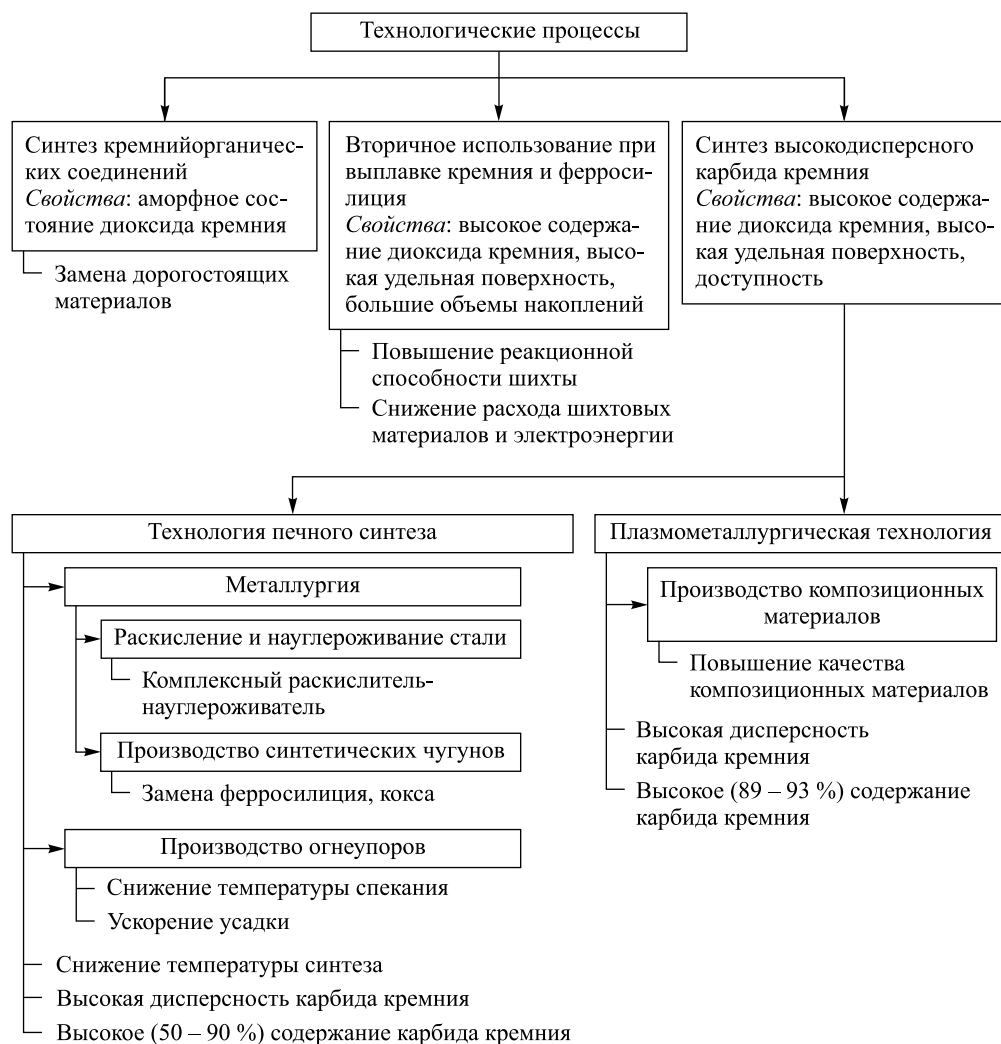 Технологические процессы
Синтез кремнийорганичес-
ких соединений
Свойства: аморфное сос-
тояние диоксида кремния
Замена дорогостоящих
материалов
Вторичное использование при
выплавке кремния и ферроси-
лиция
Свойства: высокое содержа-
ние диоксида кремния, высо-
кая удельная поверхность,
большие объемы накоплений
Повышение реакционной
способности шихты
Снижение расхода шихтовых
материалов и электроэнергии
Синтез высокодисперсного
карбида кремния
Свойства: высокое содержа-
ние диоксида кремния, высо-
кая удельная поверхность,
доступность
Технология печного синтеза
Металлургия
Раскисление и науглероживание стали
Комплексный раскислитель-
науглероживатель
Производство синтетических чугунов
Замена ферросилиция, кокса
Производство огнеупоров
Снижение температуры спекания
Ускорение усадки
Снижение температуры синтеза
Высокая дисперсность карбида кремния
Высокое (50 – 90 %) содержание карбида кремния
Плазмометаллургическая технология
Производство композиционных
материалов
Повышение качества
композиционных материалов
Высокая дисперсность
карбида кремния
Высокое (89 – 93 %) содержание
карбида кремния